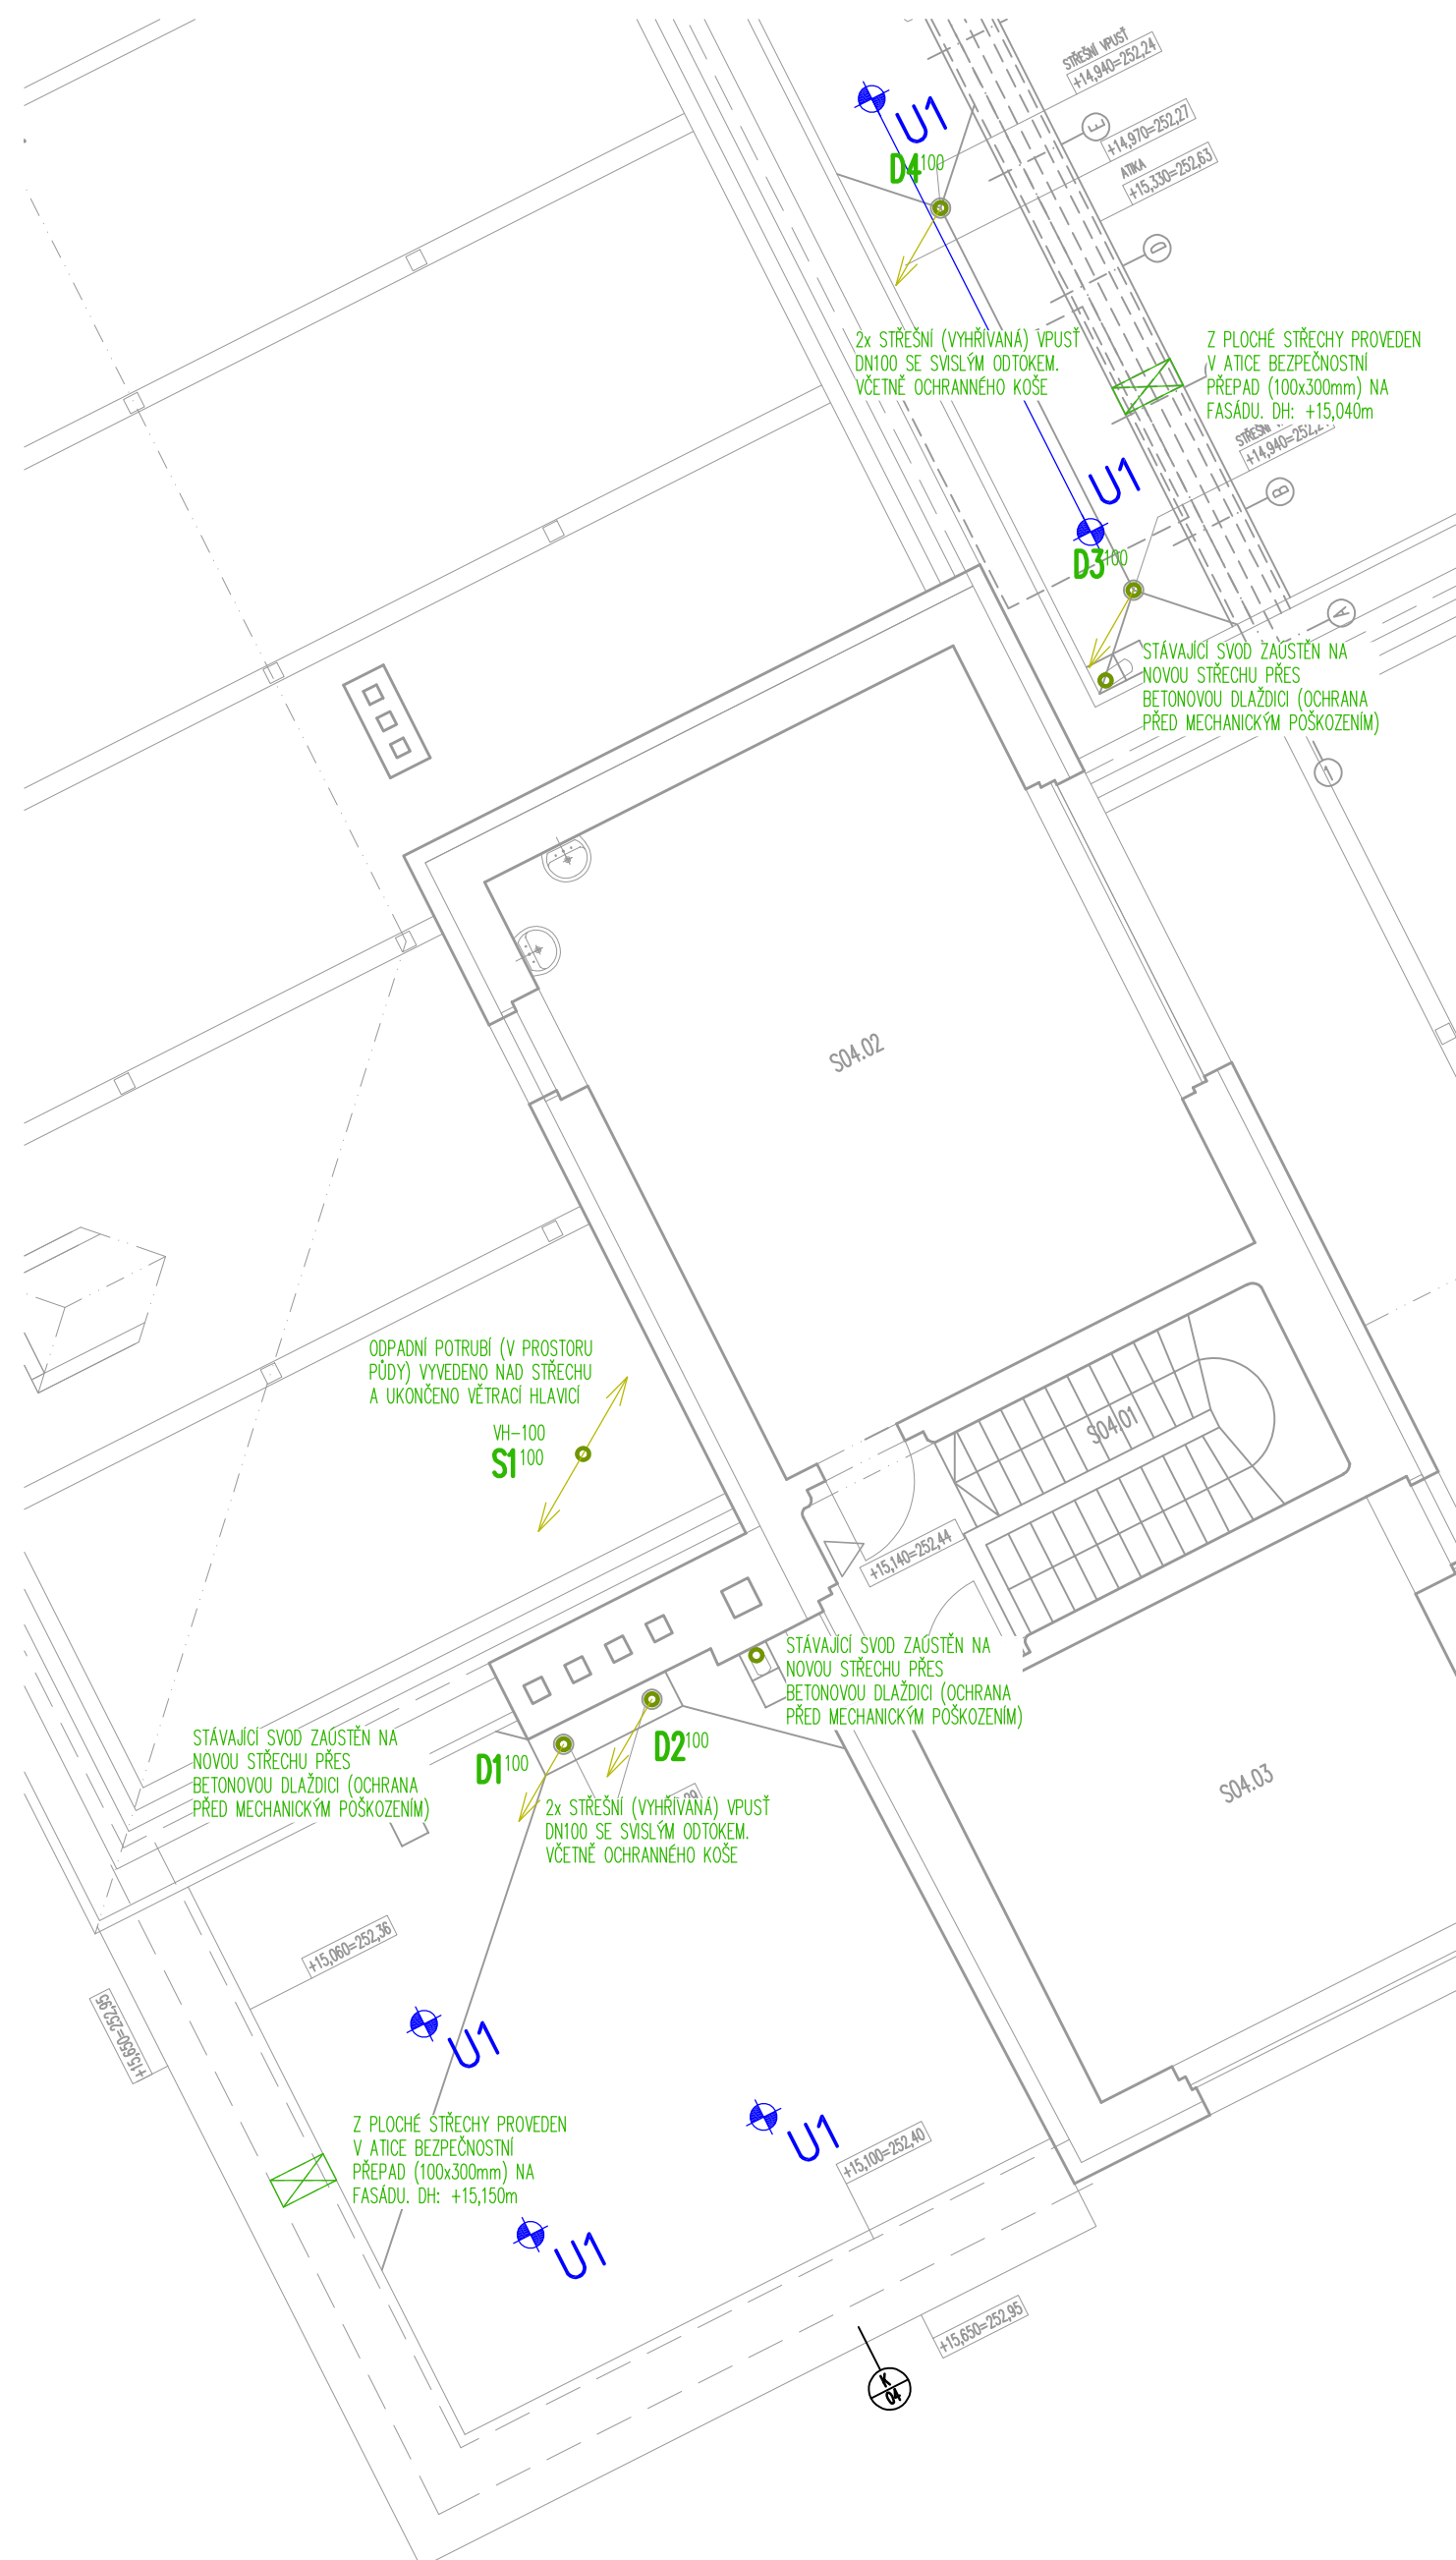 STŘEŠNÍ VPUSŤ
+14,940=252,24
U1
E
+14,970=252,27
D4 100
ATIKA
+15,330=252,63
D
2x STŘEŠNÍ (VYHŘÍVANÁ) VPUSŤ
DN100 SE SVISLÝM ODTOKEM.
VČETNĚ OCHRANNÉHO KOŠE
Z PLOCHÉ STŘECHY PROVEDEN
V ATICE BEZPEČNOSTNÍ
PŘEPAD (100x300mm) NA
FASÁDU. DH: +15,040m
U1
B
D3 100
A
STÁVAJÍCÍ SVOD ZAÚSTĚN NA
NOVOU STŘECHU PŘES
BETONOVOU DLAŽDICI (OCHRANA
PŘED MECHANICKÝM POŠKOZENÍM)
1
S04.02
ODPADNÍ POTRUBÍ (V PROSTORU
PŮDY) VYVEDENO NAD STŘECHU
A UKONČENO VĚTRACÍ HLAVICÍ
VH-100
S1 100
S04.01
+15,140=252,44
STÁVAJÍCÍ SVOD ZAÚSTĚN NA
NOVOU STŘECHU PŘES
BETONOVOU DLAŽDICI (OCHRANA
PŘED MECHANICKÝM POŠKOZENÍM)
STÁVAJÍCÍ SVOD ZAÚSTĚN NA
NOVOU STŘECHU PŘES
BETONOVOU DLAŽDICI (OCHRANA
PŘED MECHANICKÝM POŠKOZENÍM)
D1 100
D2 100
S04.03
2x STŘEŠNÍ (VYHŘÍVANÁ) VPUSŤ
DN100 SE SVISLÝM ODTOKEM.
VČETNĚ OCHRANNÉHO KOŠE
+15,060=252,36
+15,650=252,95
U1
Z PLOCHÉ STŘECHY PROVEDEN
V ATICE BEZPEČNOSTNÍ
PŘEPAD (100x300mm) NA
FASÁDU. DH: +15,150m
U1
+15,100=252,40
U1
+15,650=252,95
K
04